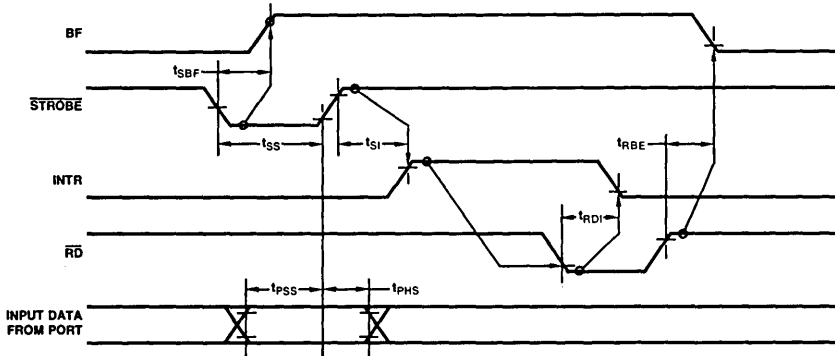 BF
tSBF
STROBE
tSS
tSI
tRBE
INTR
tRDI
RD
tPSS
tPHS
INPUT DATA
FROM PORT